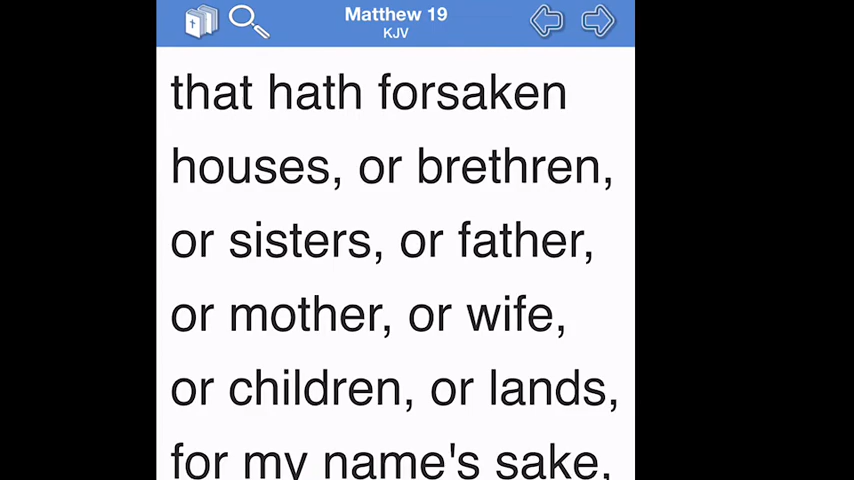 Matthew 19
KJV
that hath forsaken
houses, or brethren,
or sisters, or father,
or mother, or wife,
or children, or lands,
for my name's sake,